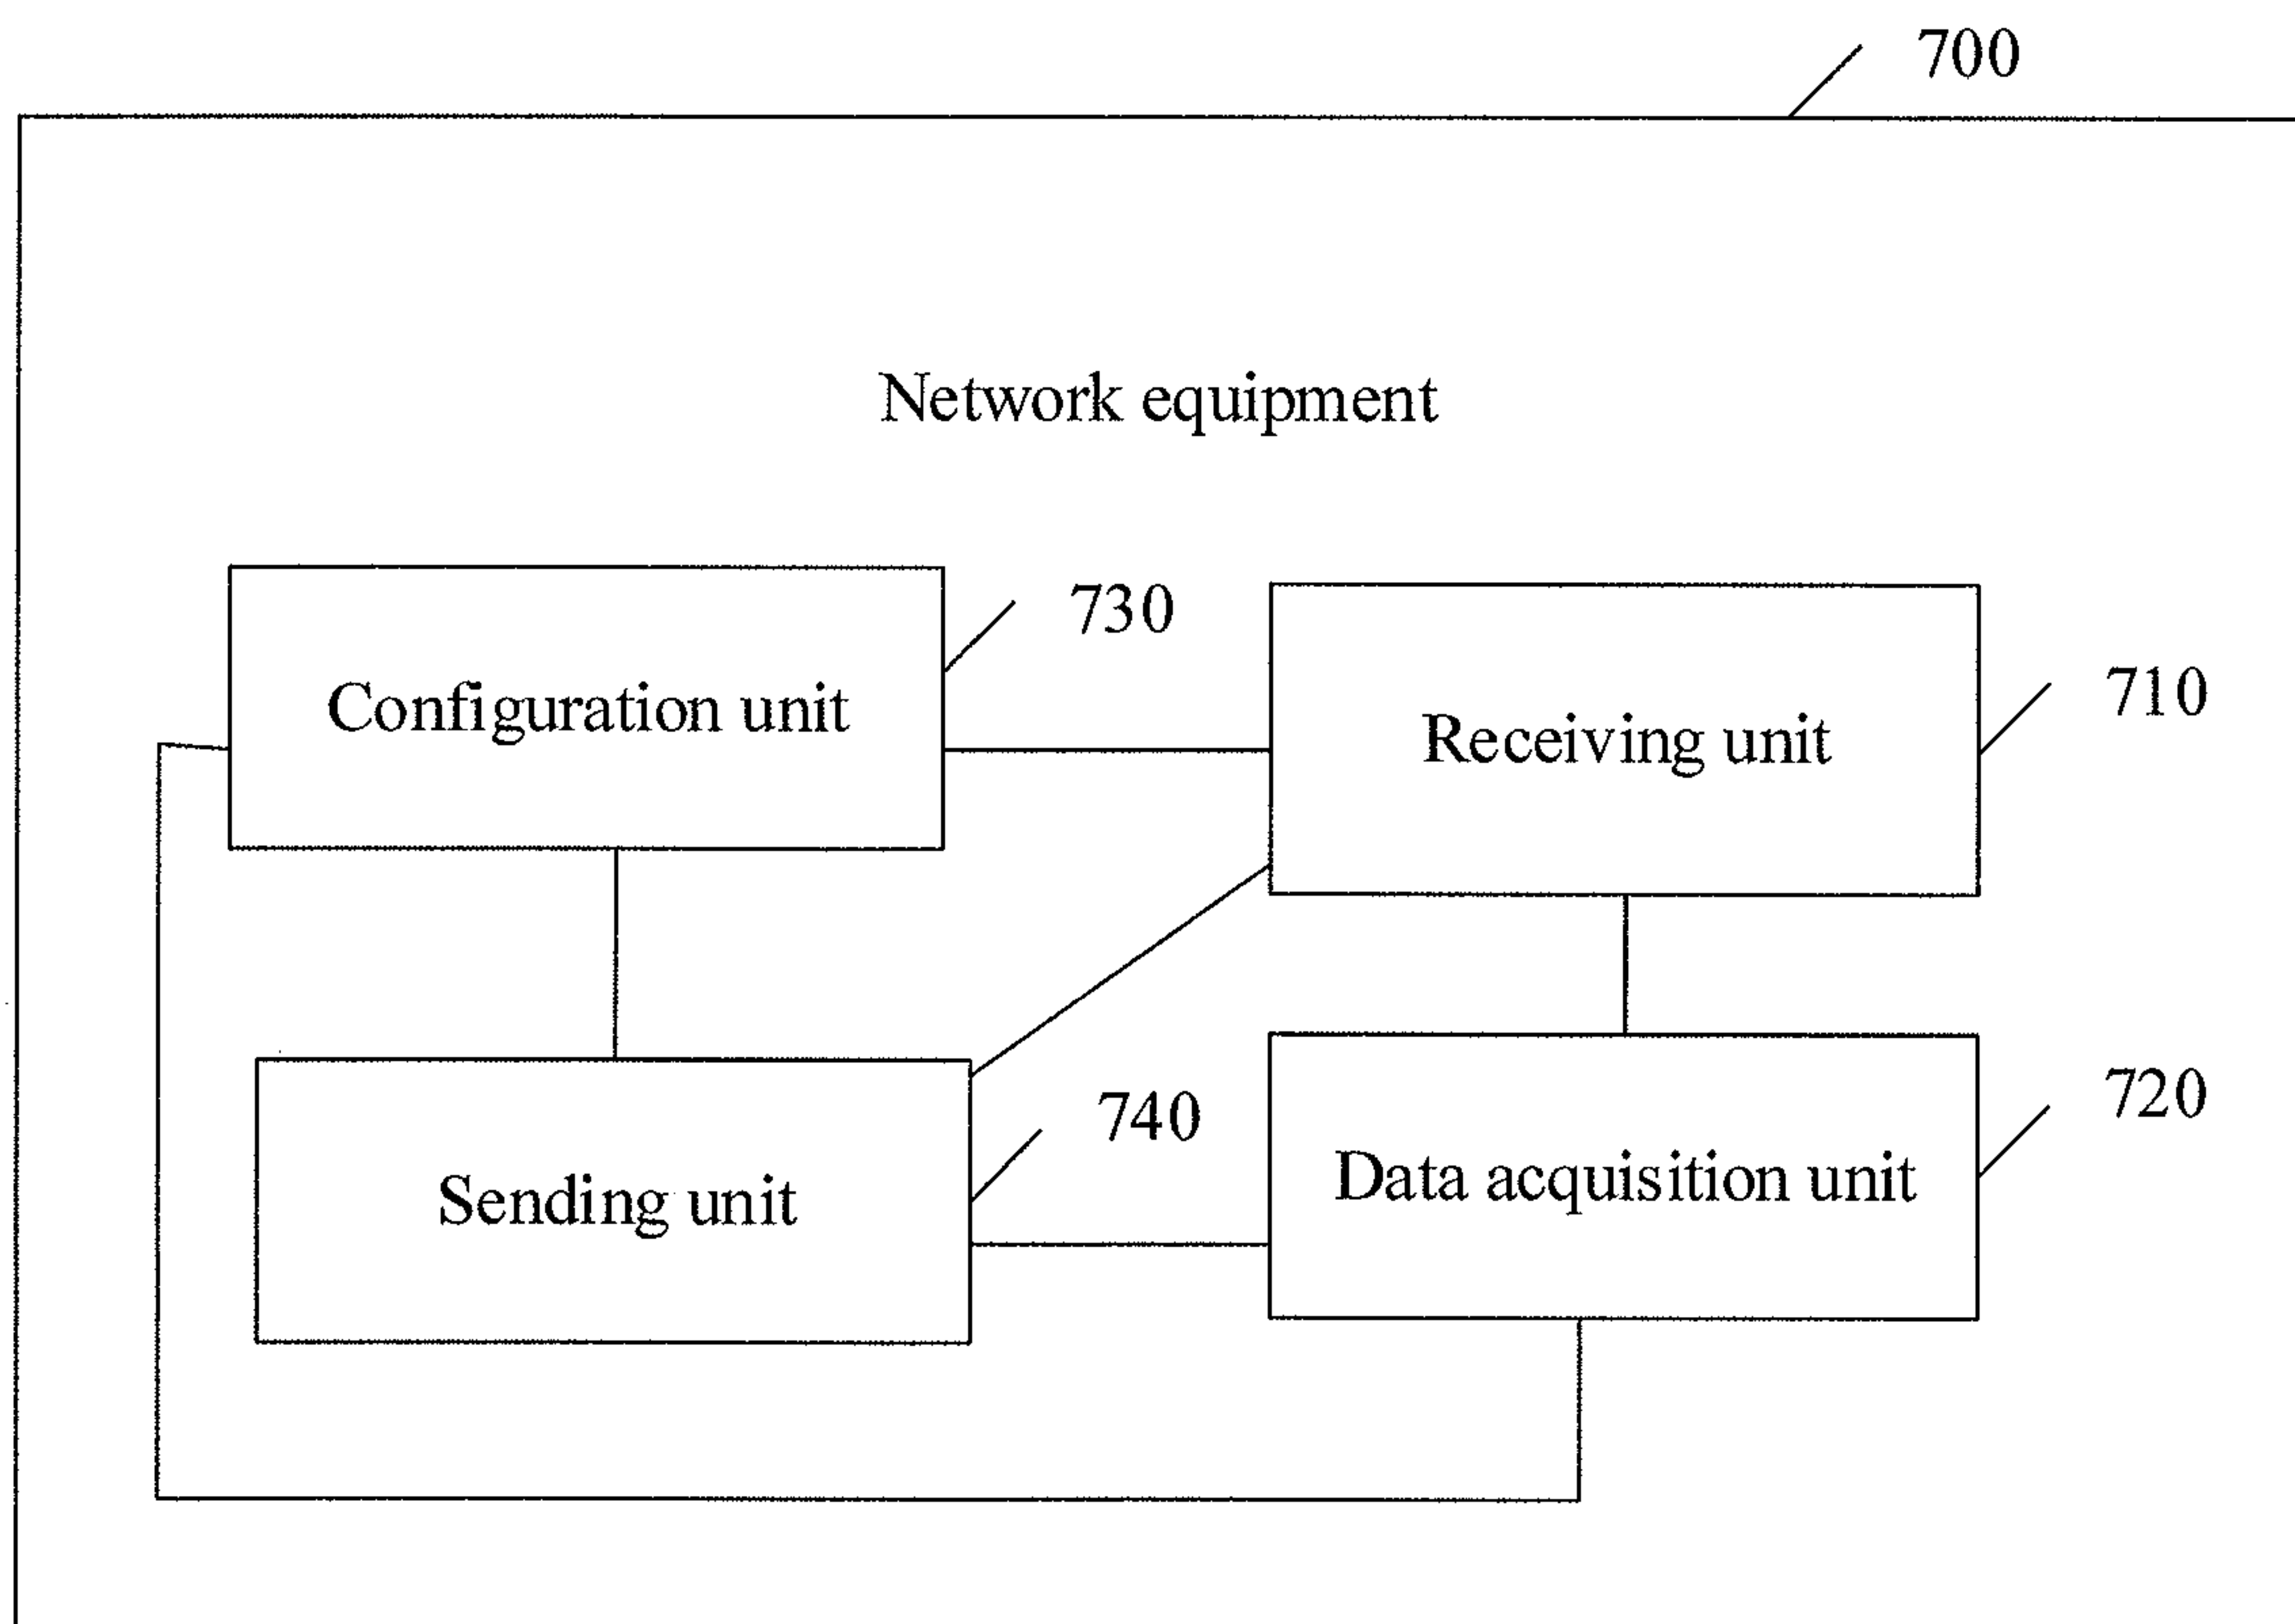 700
Network equipment
730
Configuration unit
710
Receiving unit
740
Sending unit
720
Data acquisition unit